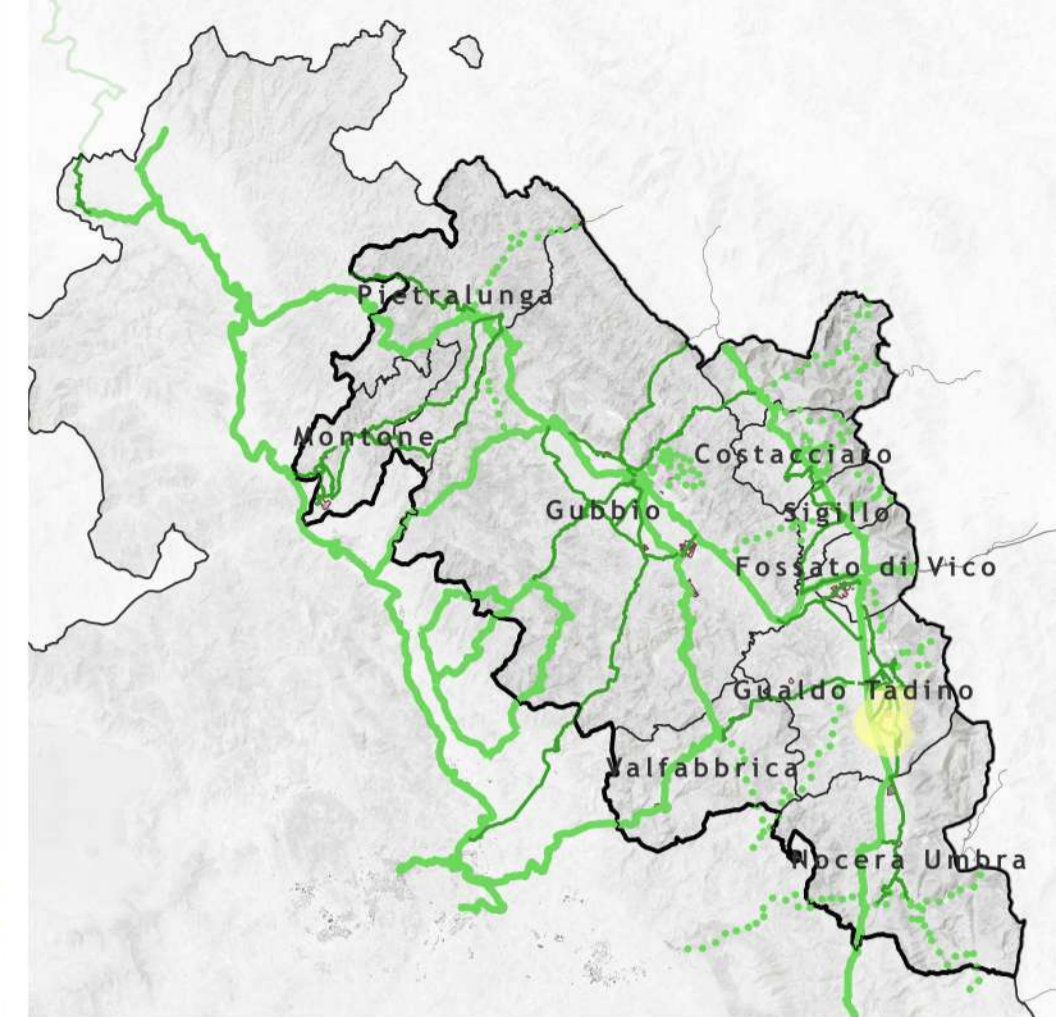 Pietralunga
Montone
Costacciaro
Gubbio
Sigillo
Fossato di Vico
Gualdo Tadino
Valfabbrica
Nocera Umbra